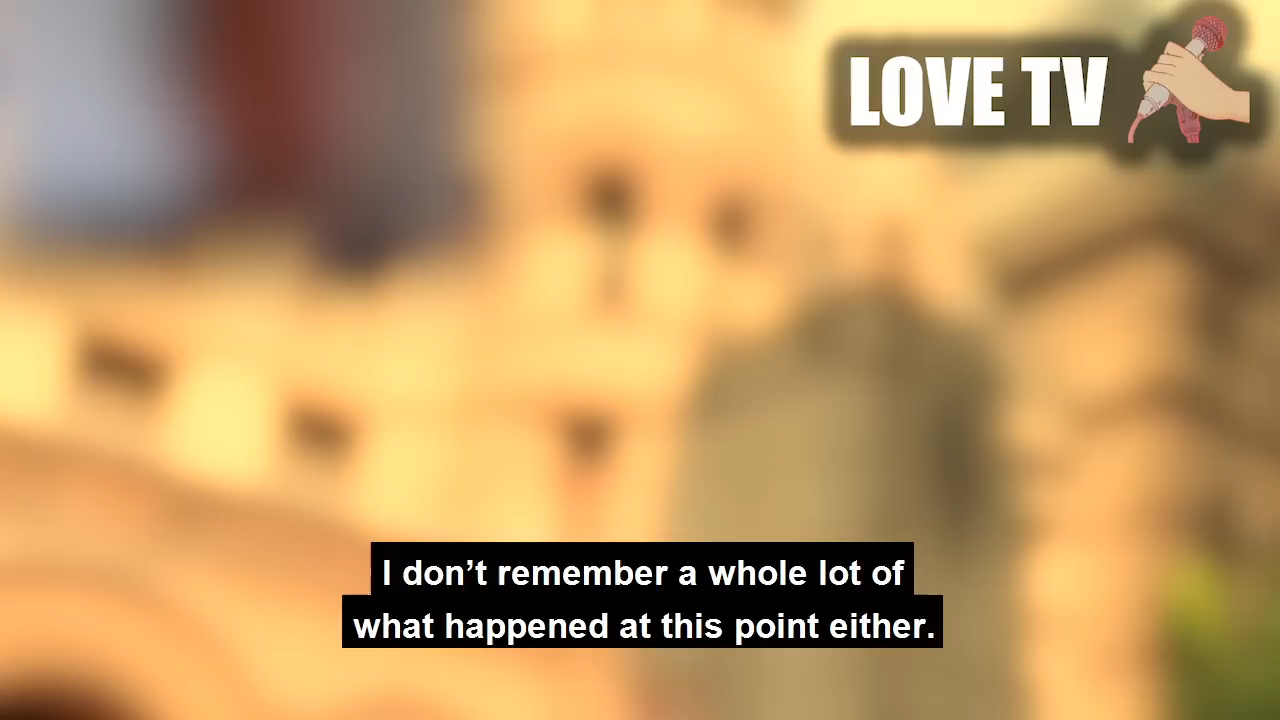 LOVE TV
I don’t remember a whole lot of
what happened at this point either.